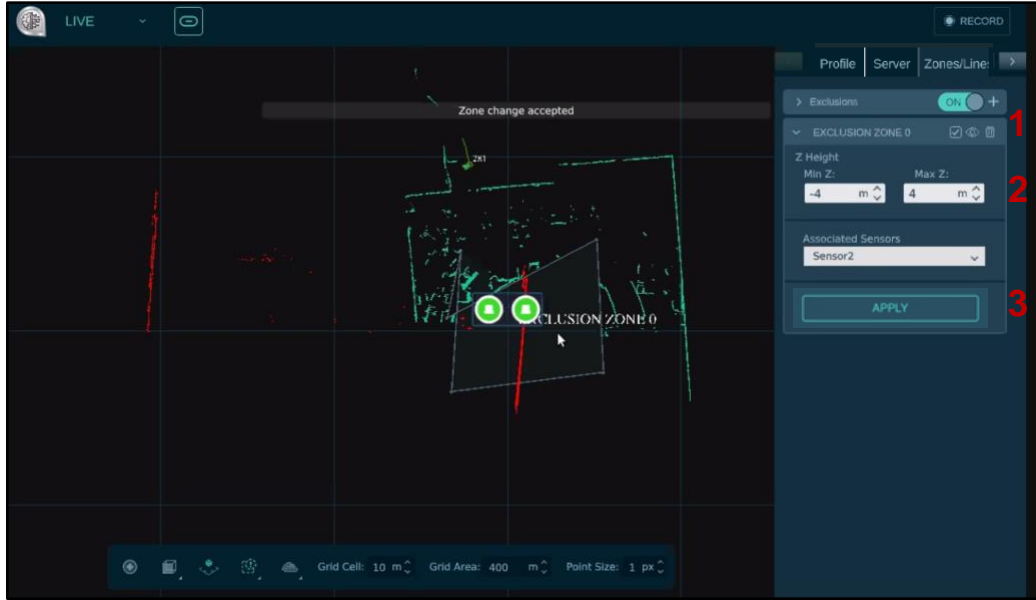 LIVE
RECORD
Profile
Server
Zones/Line:
Exclusions
ON
1
EXCLUSION ZONE 0
Z Height
Min Z:
Max Z:
-4 m
4 m
2
Associated Sensors
Sensor2
APPLY
3
Zone change accepted
ZK1
EXCLUSION ZONE 0
Grid Cell: 10 m
Grid Area: 400 m
Point Size: 1 px